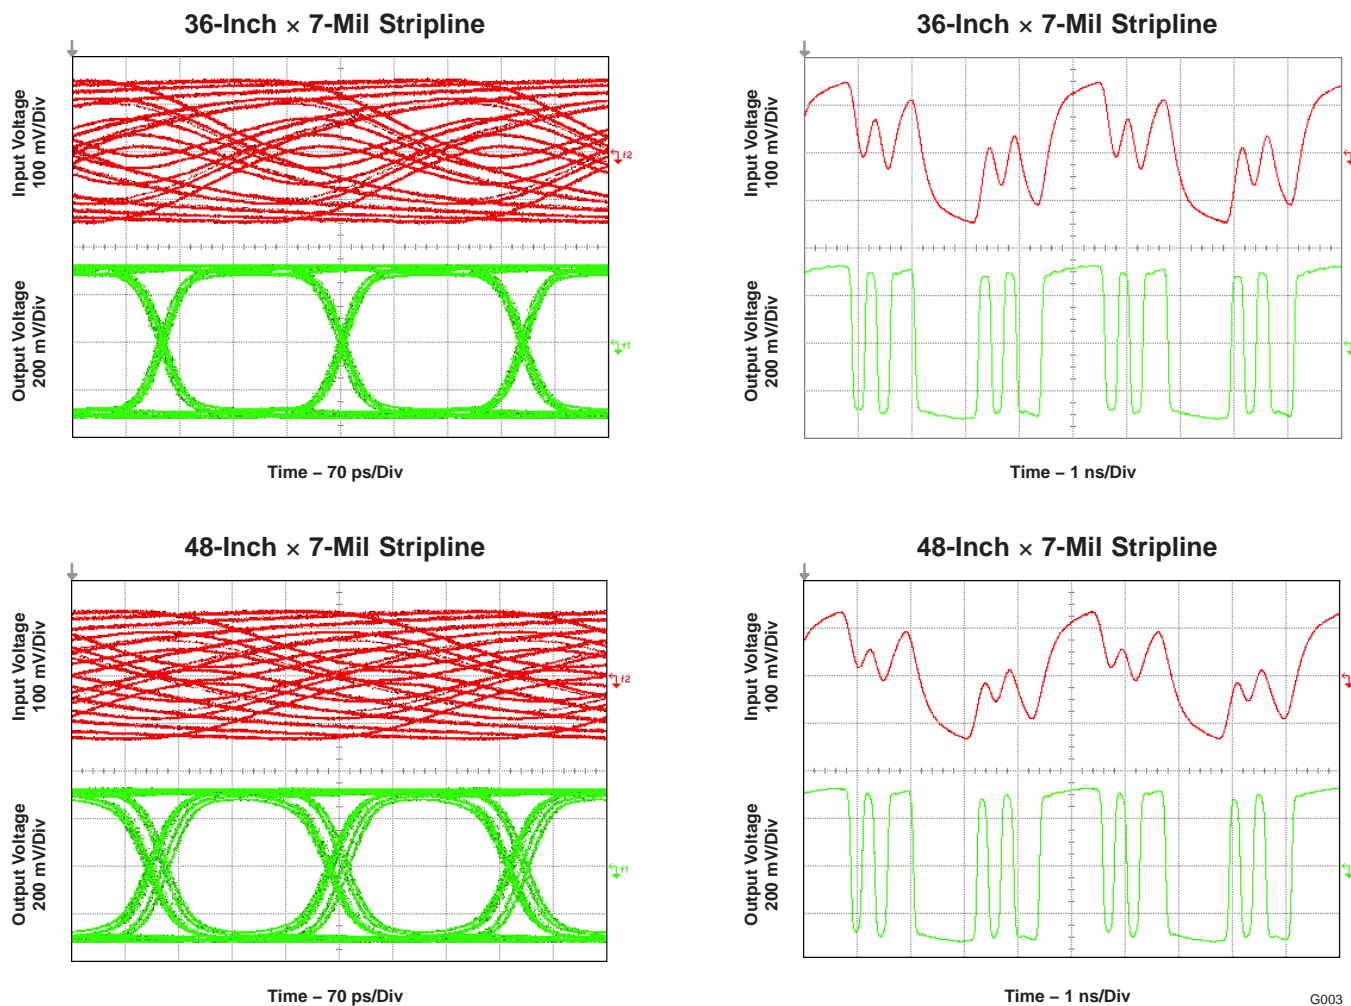 36-Inch × 7-Mil Stripline
36-Inch × 7-Mil Stripline
Input Voltage
100 mV/Div
f2
Output Voltage
200 mV/Div
f1
Time – 70 ps/Div
Input Voltage
100 mV/Div
Output Voltage
200 mV/Div
Time – 1 ns/Div
48-Inch × 7-Mil Stripline
48-Inch × 7-Mil Stripline
Input Voltage
100 mV/Div
f2
Output Voltage
200 mV/Div
f1
Time – 70 ps/Div
Input Voltage
100 mV/Div
Output Voltage
200 mV/Div
Time – 1 ns/Div
G003